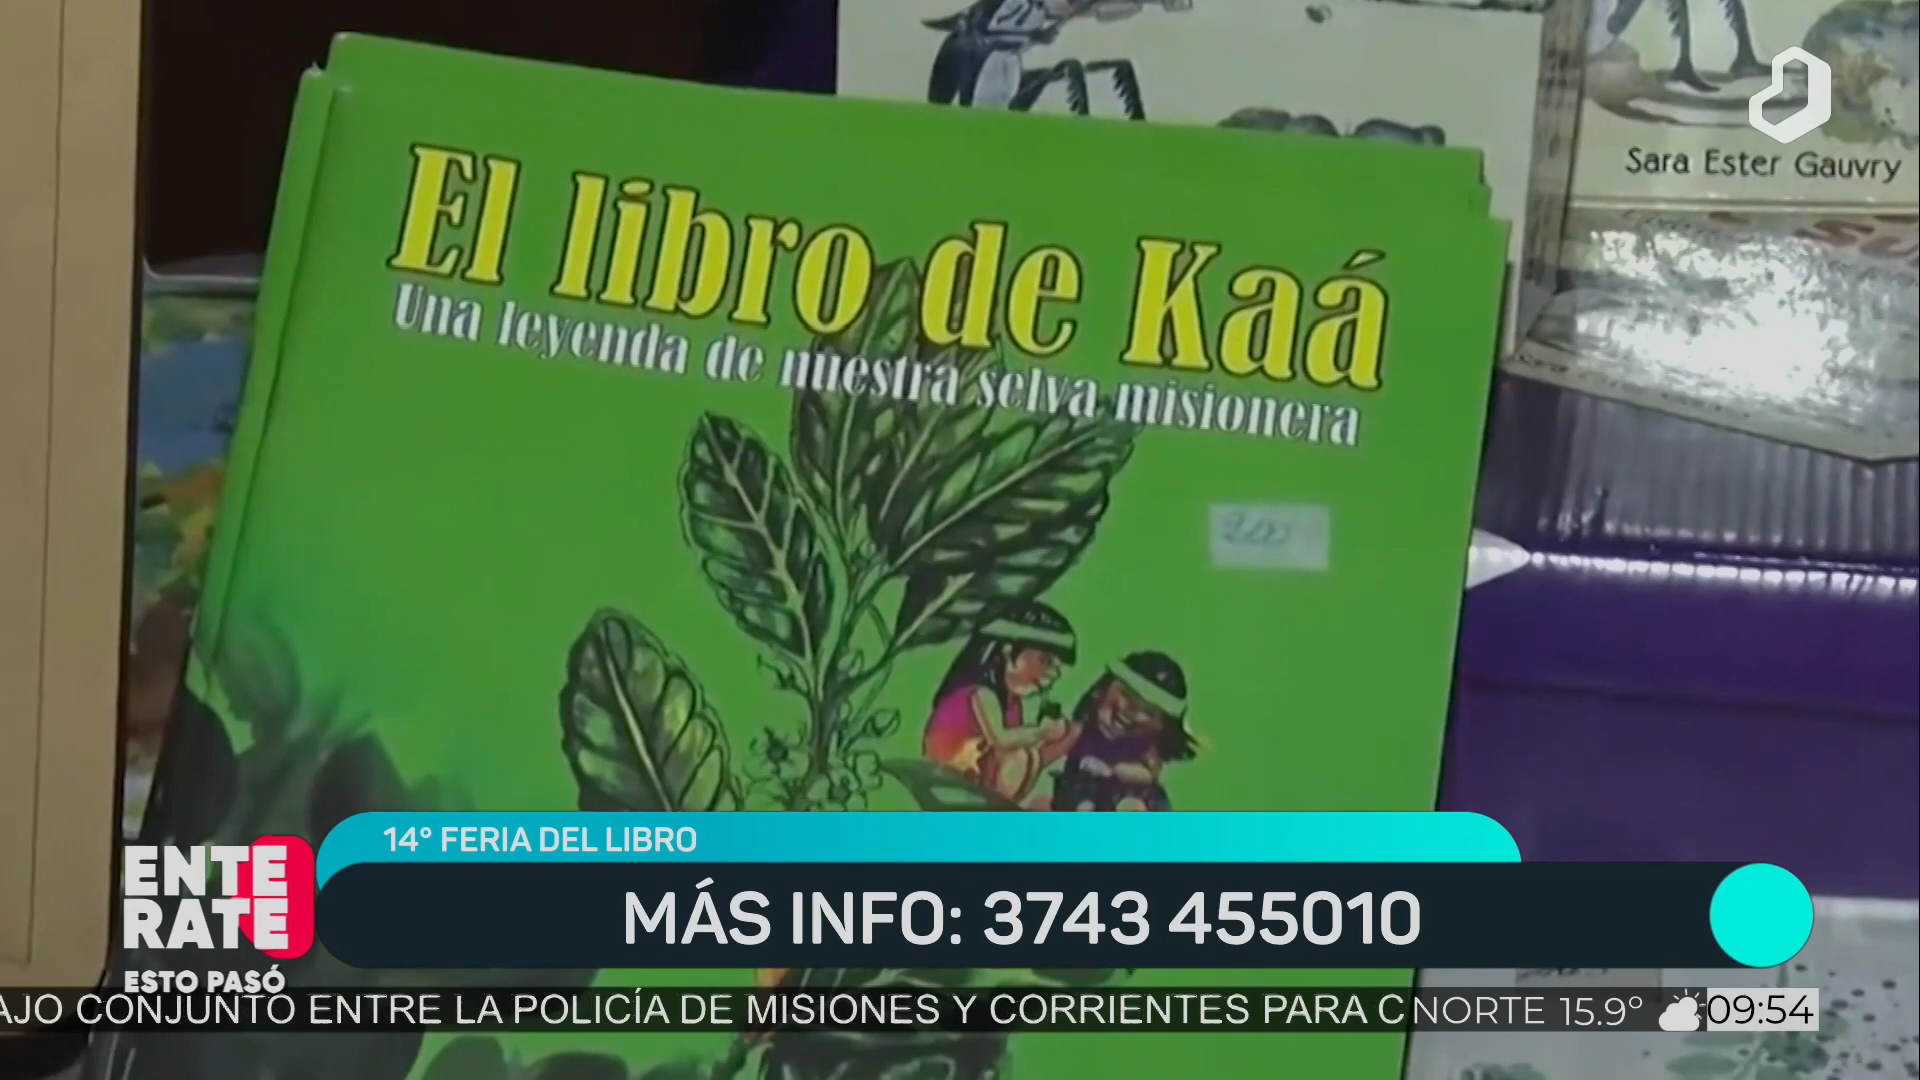 El libro de Kaá
Una leyenda de nuestra selva misionera
Sara Ester Gauvry
200
14° FERIA DEL LIBRO
MÁS INFO: 3743 455010
ENTE
RATE
ESTO PASÓ
AJO CONJUNTO ENTRE LA POLICÍA DE MISIONES Y CORRIENTES PARA C
NORTE 15.9° 09:54